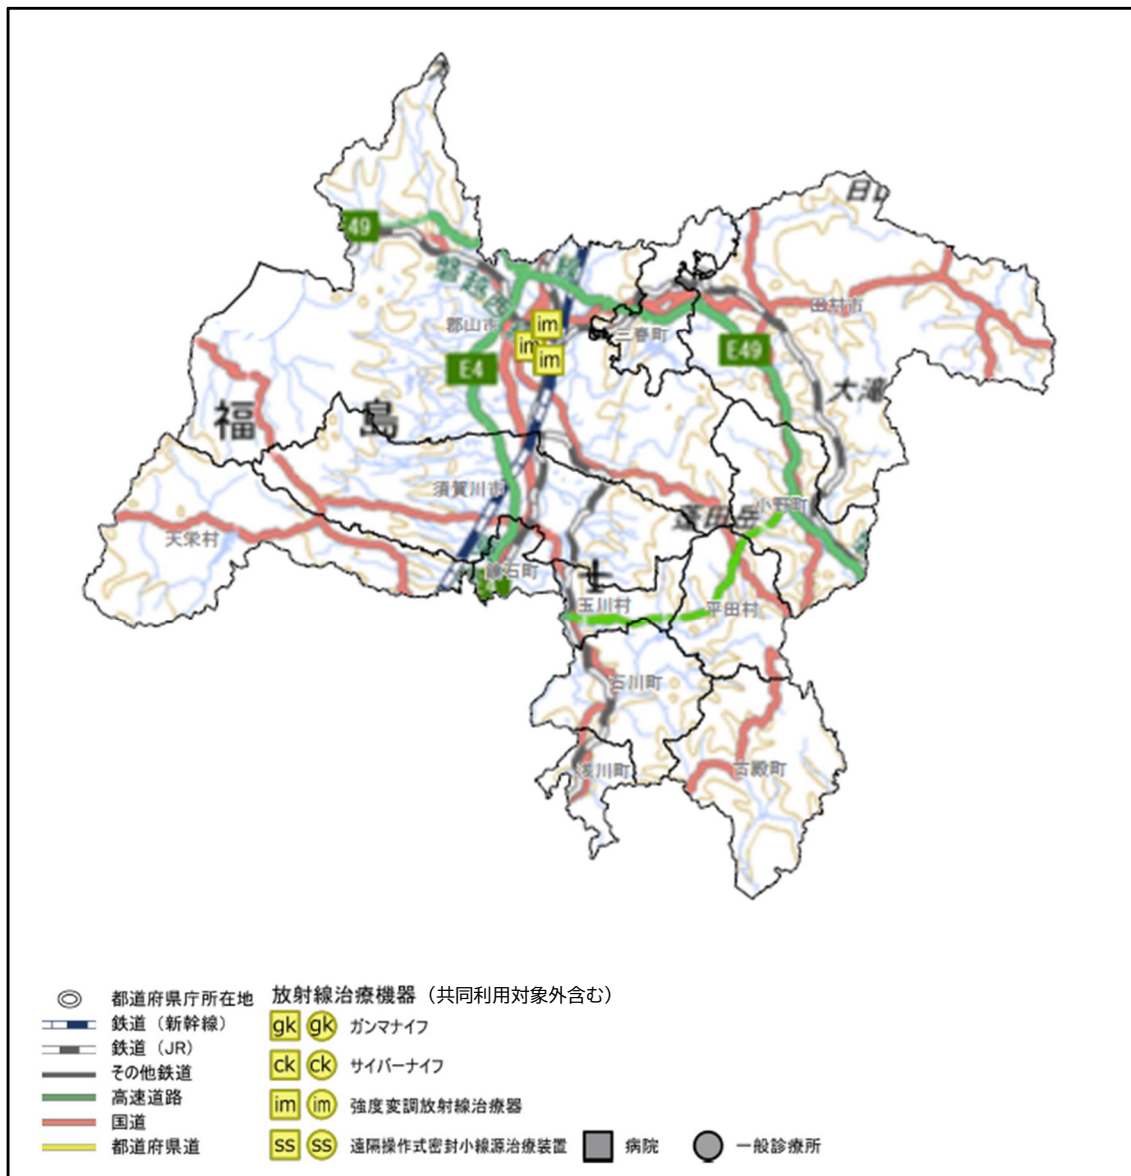 日山
49
磐越
線
郡山市
im
im
im
三春町
田村市
E4
E49
大滝
福島
須賀川市
蓬田岳
小野町
天栄村
鏡石町
玉川村
平田村
石川町
浅川町
古殿町
都道府県庁所在地
鉄道（新幹線）
鉄道（JR）
その他鉄道
高速道路
国道
都道府県道
放射線治療機器（共同利用対象外含む）
gk gk ガンマナイフ
ck ck サイバーナイフ
im im 強度変調放射線治療器
ss ss 遠隔操作式密封小線源治療装置
病院
一般診療所